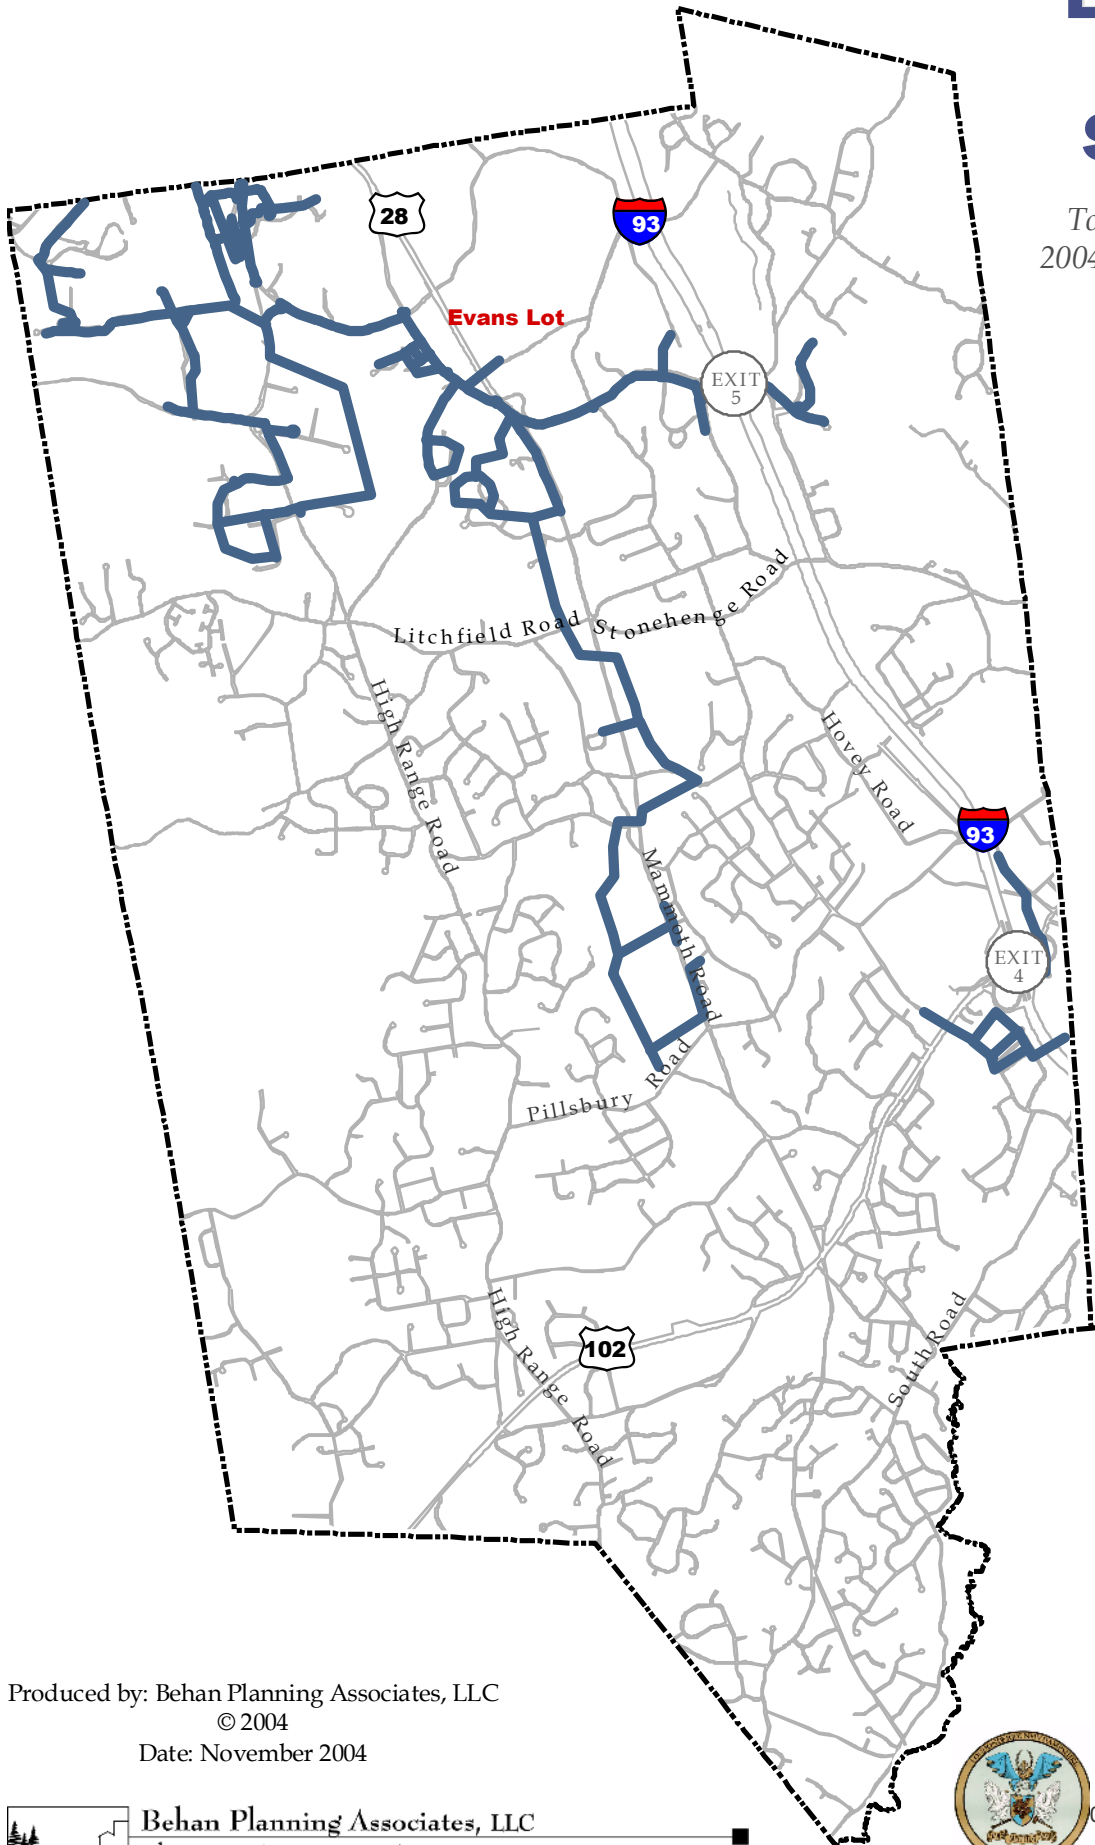 28
93
2004
Evans Lot
EXIT
5
Litchfield Road
Stonehenge Road
High Range Road
Hovey Road
93
Mammoth Road
EXIT
4
Pillsbury Road
High Range Road
102
South Road
Produced by: Behan Planning Associates, LLC
© 2004
Date: November 2004
Behan Planning Associates, LLC